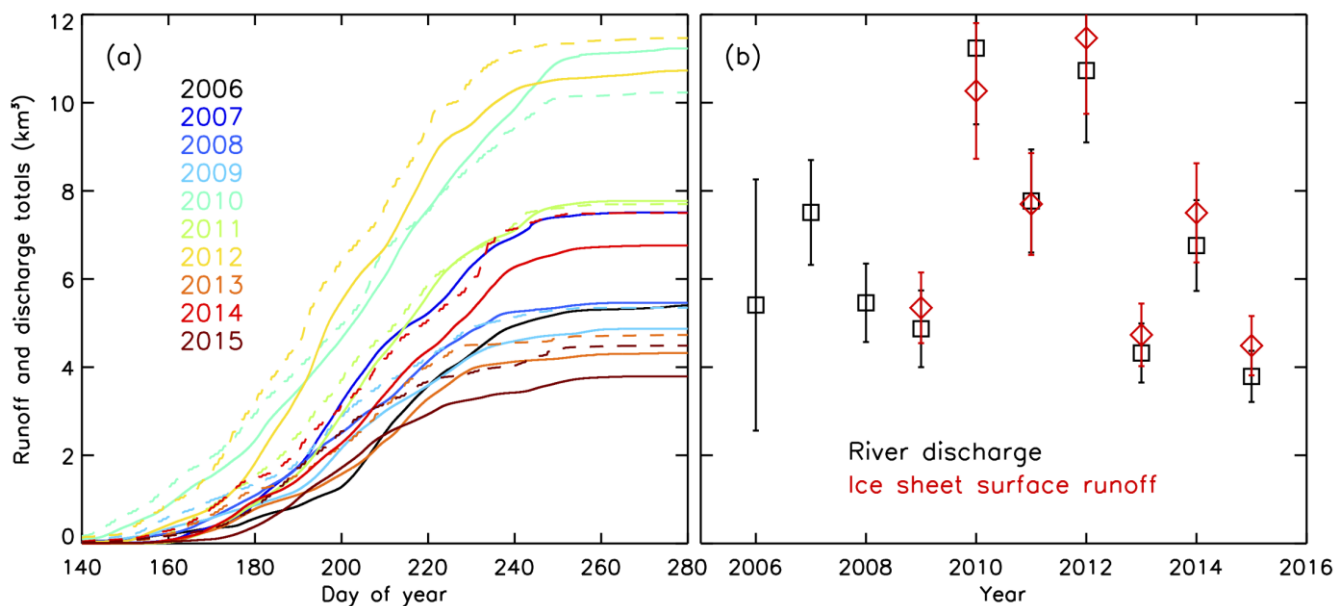 Runoff and discharge totals (km³)
12
10
8
6
4
2
0
(a)
2006
2007
2008
2009
2010
2011
2012
2013
2014
2015
140 160 180 200 220 240 260 280
Day of year
(b)
River discharge
Ice sheet surface runoff
2006 2008 2010 2012 2014 2016
Year